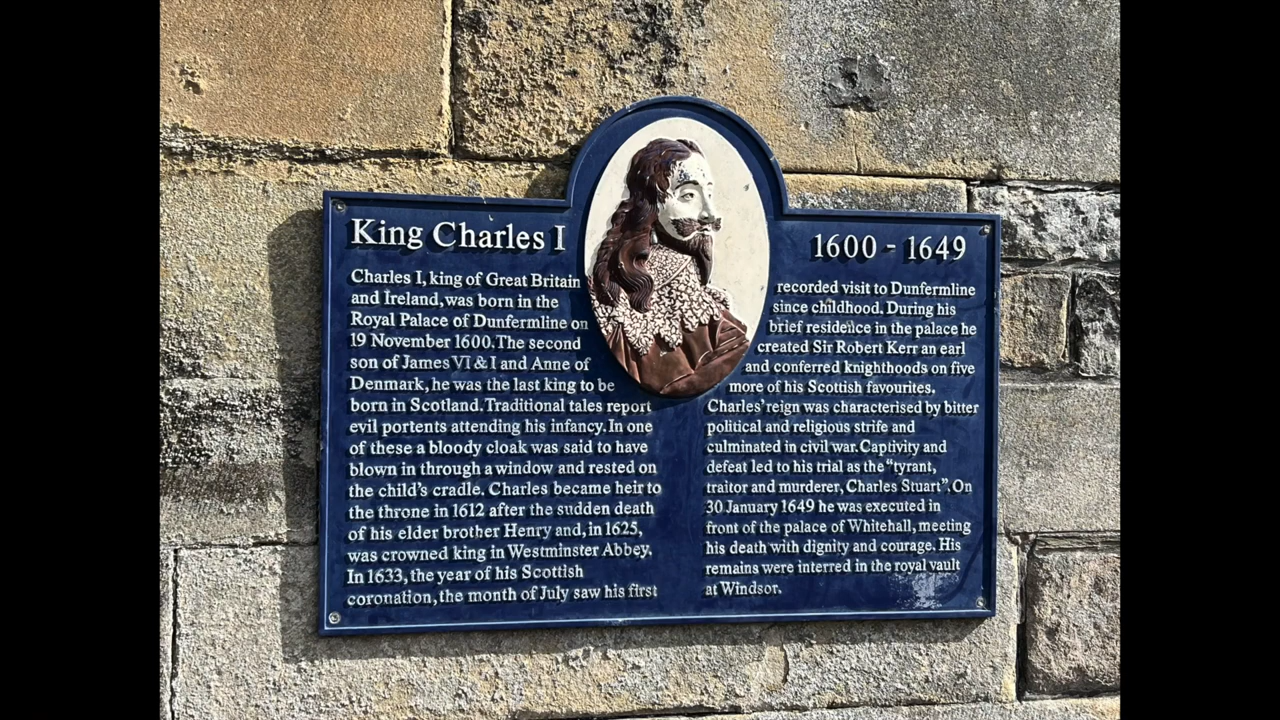 King Charles I
1600 - 1649
Charles I, king of Great Britain
and Ireland, was born in the
Royal Palace of Dunfermline on
19 November 1600. The second
son of James VI & I and Anne of
Denmark, he was the last king to be
born in Scotland. Traditional tales report
evil portents attending his infancy. In one
of these a bloody cloak was said to have
blown in through a window and rested on
the child's cradle. Charles became heir to
the throne in 1612 after the sudden death
of his elder brother Henry and, in 1625,
was crowned king in Westminster Abbey.
In 1633, the year of his Scottish
coronation, the month of July saw his first
recorded visit to Dunfermline
since childhood. During his
brief residence in the palace he
created Sir Robert Kerr an earl
and conferred knighthoods on five
more of his Scottish favourites.
Charles' reign was characterised by bitter
political and religious strife and
culminated in civil war. Captivity and
defeat led to his trial as the "tyrant,
traitor and murderer, Charles Stuart". On
30 January 1649 he was executed in
front of the palace of Whitehall, meeting
his death with dignity and courage. His
remains were interred in the royal vault
at Windsor.